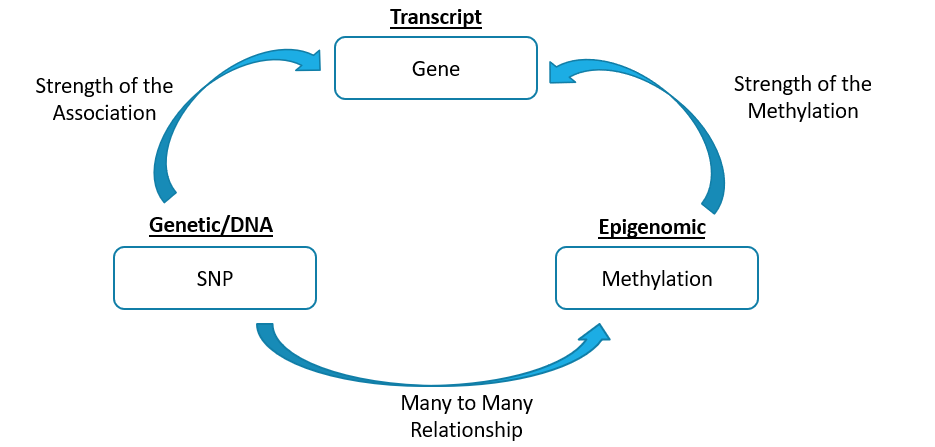 Transcript
Gene
Strength of the
Association
Strength of the
Methylation
Genetic/DNA
SNP
Epigenomic
Methylation
Many to Many
Relationship